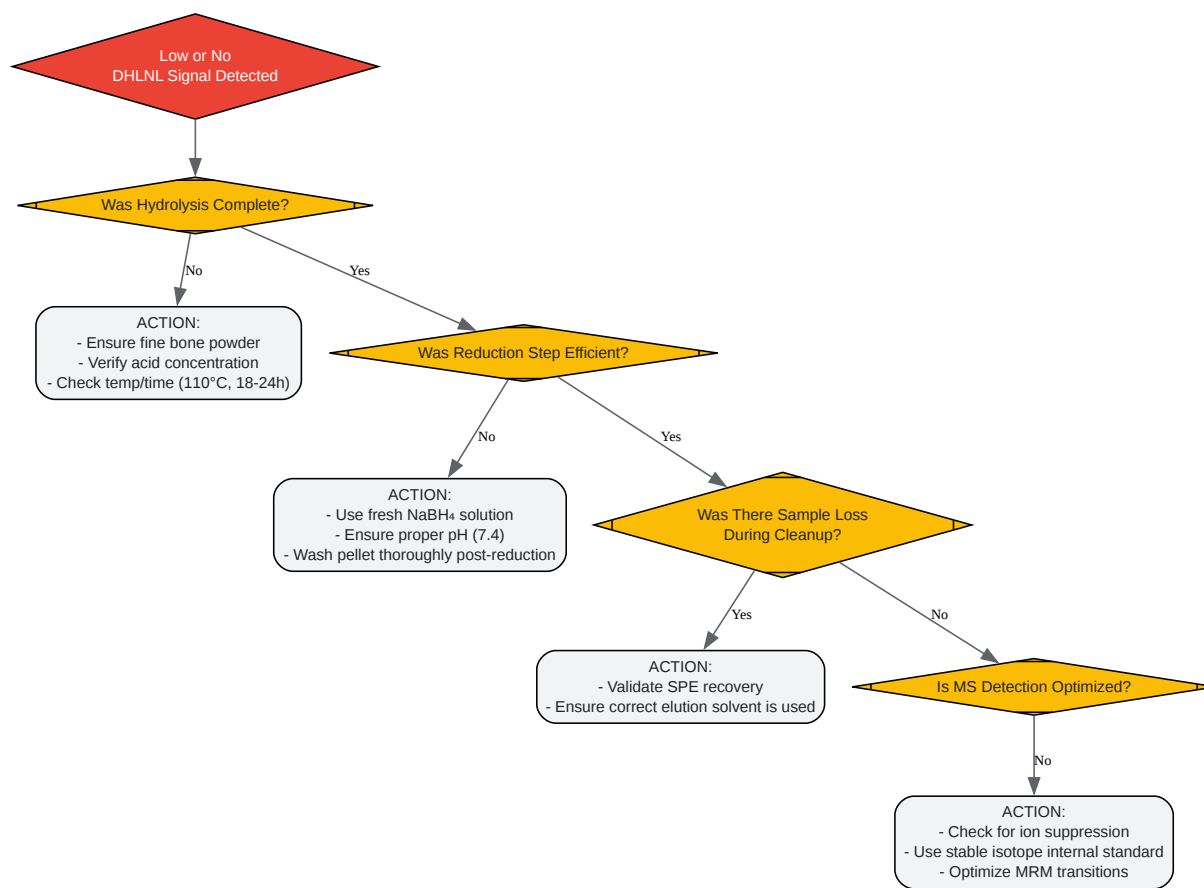 Low or No
DHLNL Signal Detected
Was Hydrolysis Complete?
No
Yes
ACTION:
- Ensure fine bone powder
- Verify acid concentration
- Check temp/time (110°C, 18-24h)
Was Reduction Step Efficient?
No
Yes
ACTION:
- Use fresh NaBH₄ solution
- Ensure proper pH (7.4)
- Wash pellet thoroughly post-reduction
Was There Sample Loss
During Cleanup?
Yes
No
ACTION:
- Validate SPE recovery
- Ensure correct elution solvent is used
Is MS Detection Optimized?
No
ACTION:
- Check for ion suppression
- Use stable isotope internal standard
- Optimize MRM transitions